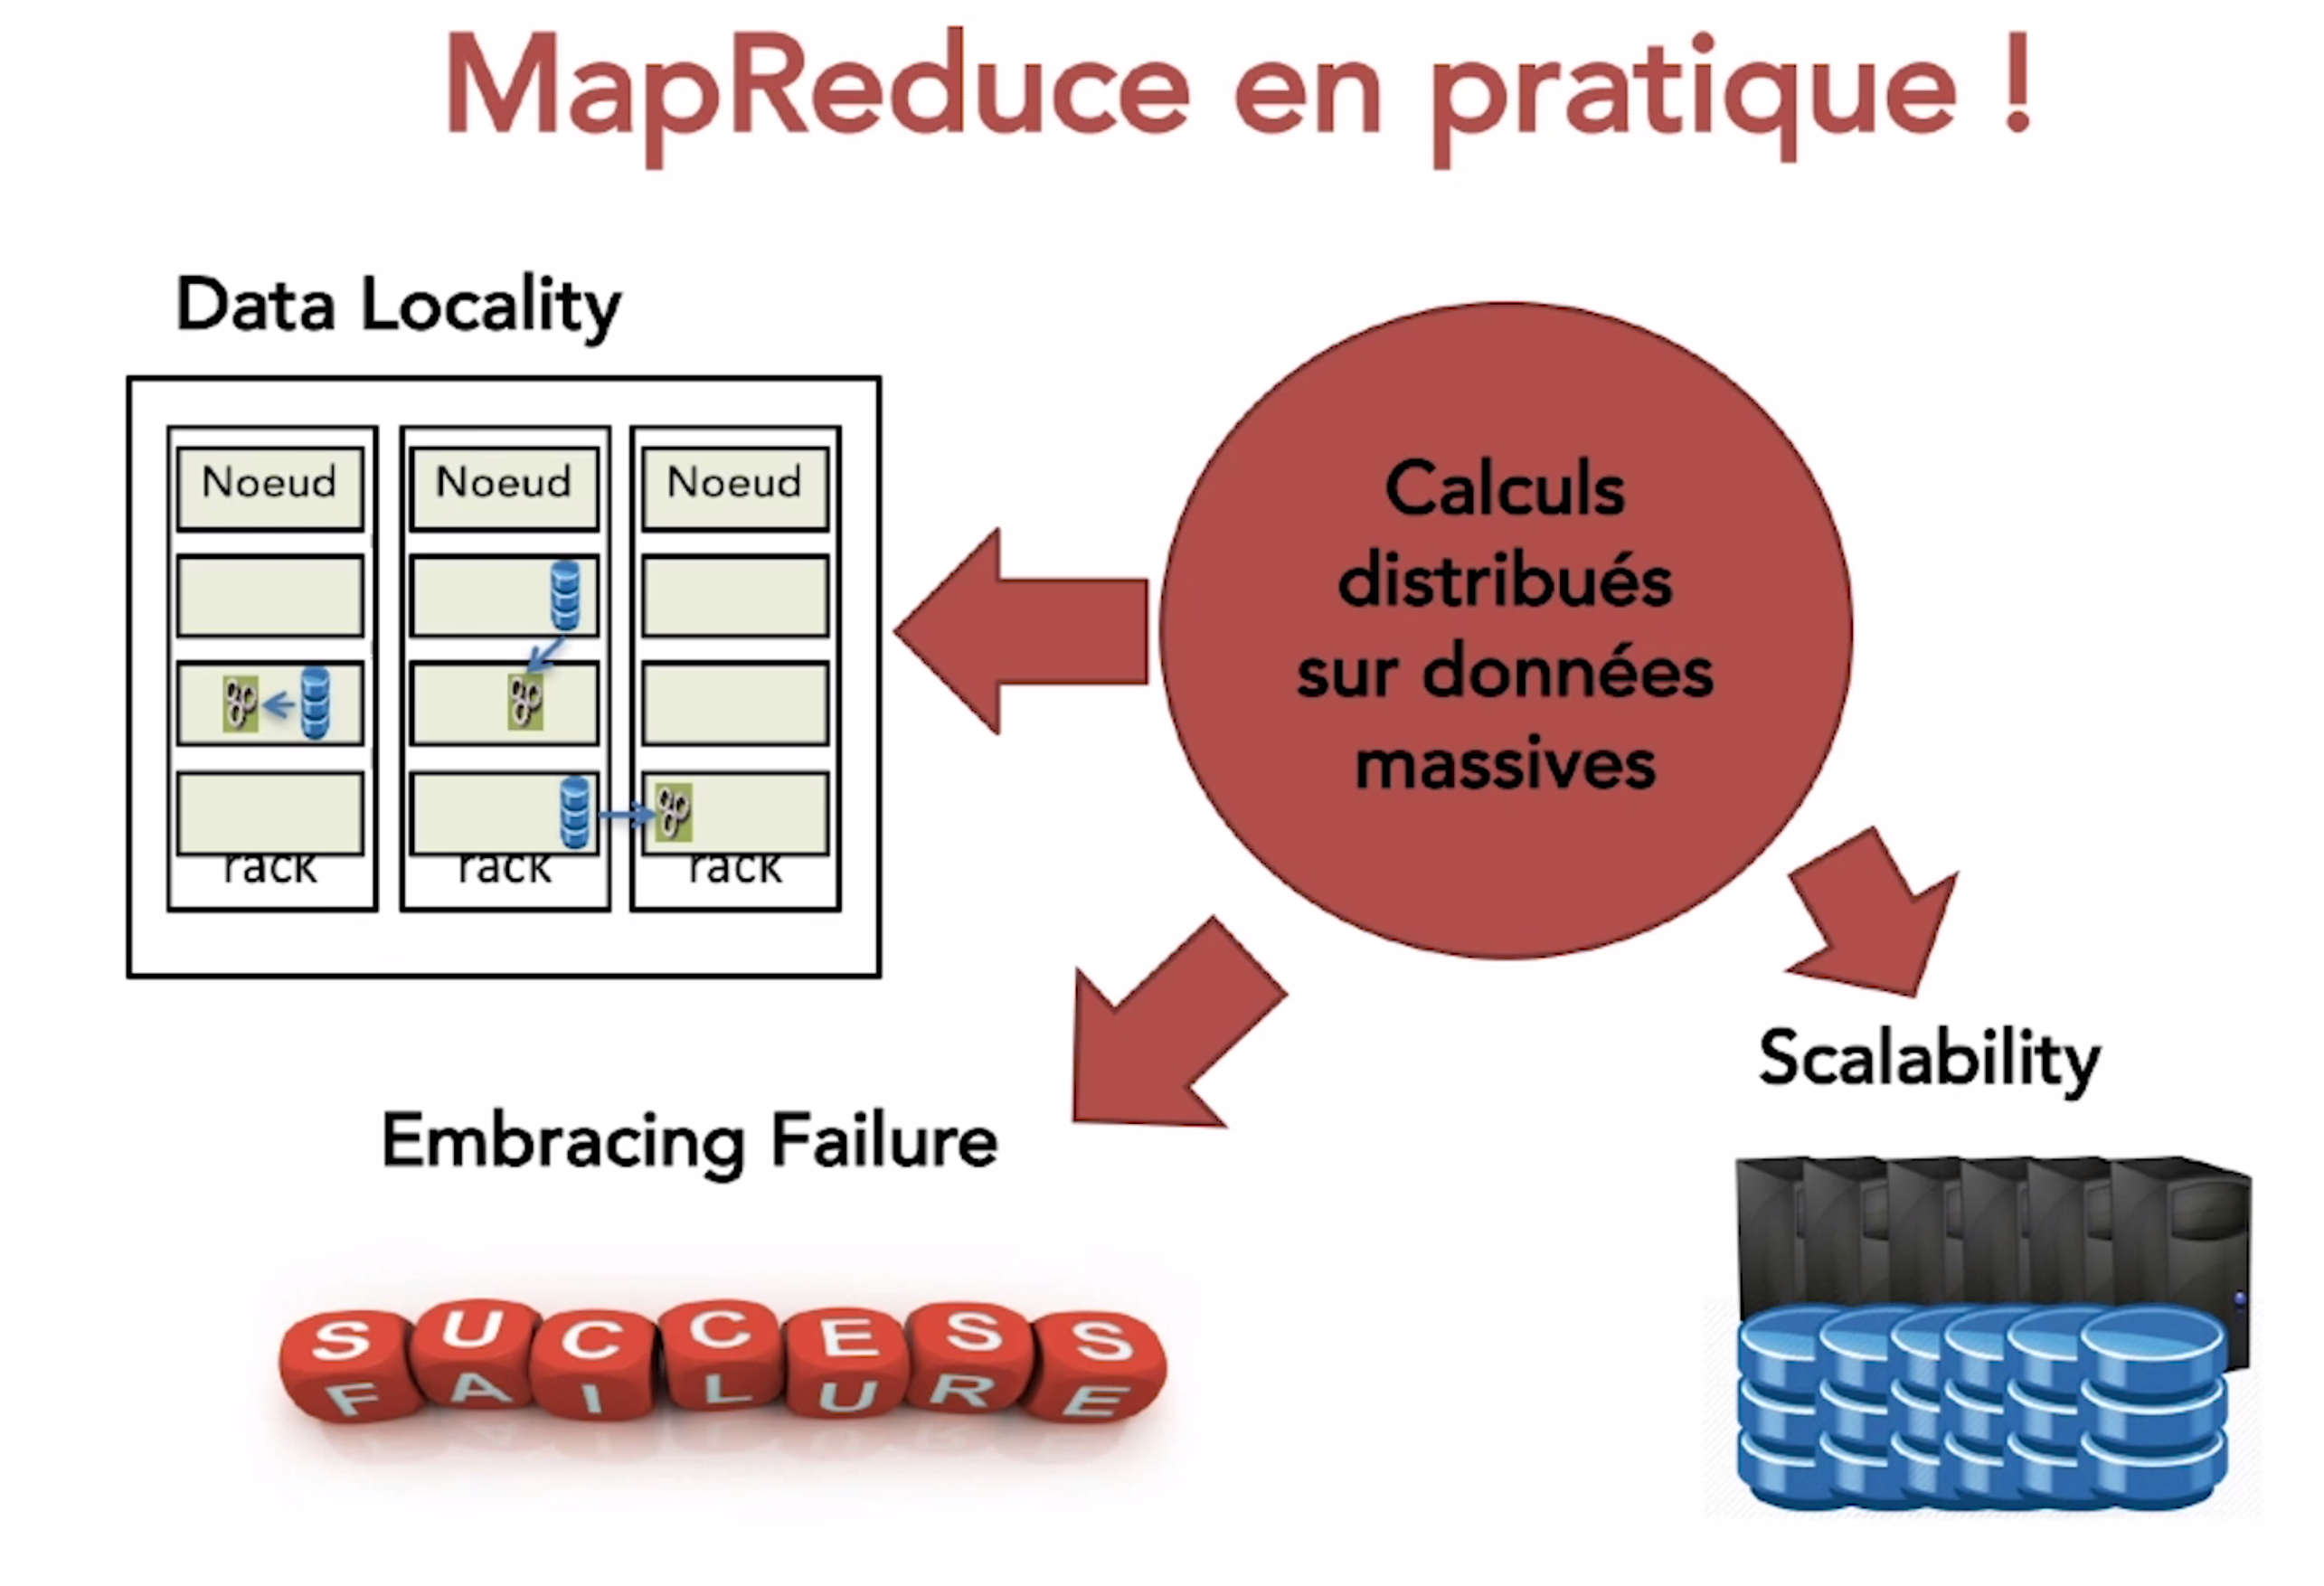 MapReduce en pratique !
Data Locality
Noeud
Noeud
Noeud
rack
rack
rack
Calculs
distribués
sur données
massives
Embracing Failure
SUCCESS
FAILURE
Scalability